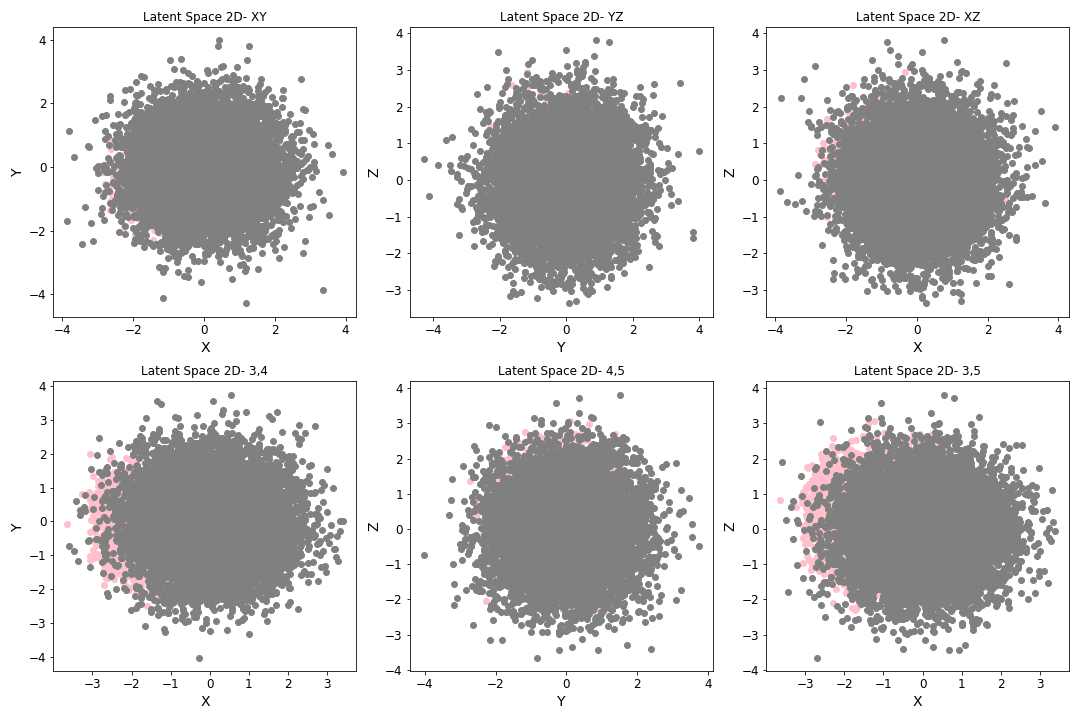 Latent Space 2D- XY
4
2
0
−2
−4
Y
−4 −2 0 2 4
X
Latent Space 2D- YZ
4
3
2
1
0
−1
−2
−3
Z
−4 −2 0 2 4
Y
Latent Space 2D- XZ
4
3
2
1
0
−1
−2
−3
Z
−4 −2 0 2 4
X
Latent Space 2D- 3,4
4
3
2
1
0
−1
−2
−3
−4
Y
−3 −2 −1 0 1 2 3
X
Latent Space 2D- 4,5
4
3
2
1
0
−1
−2
−3
−4
Z
−4 −2 0 2 4
Y
Latent Space 2D- 3,5
4
3
2
1
0
−1
−2
−3
−4
Z
−3 −2 −1 0 1 2 3
X